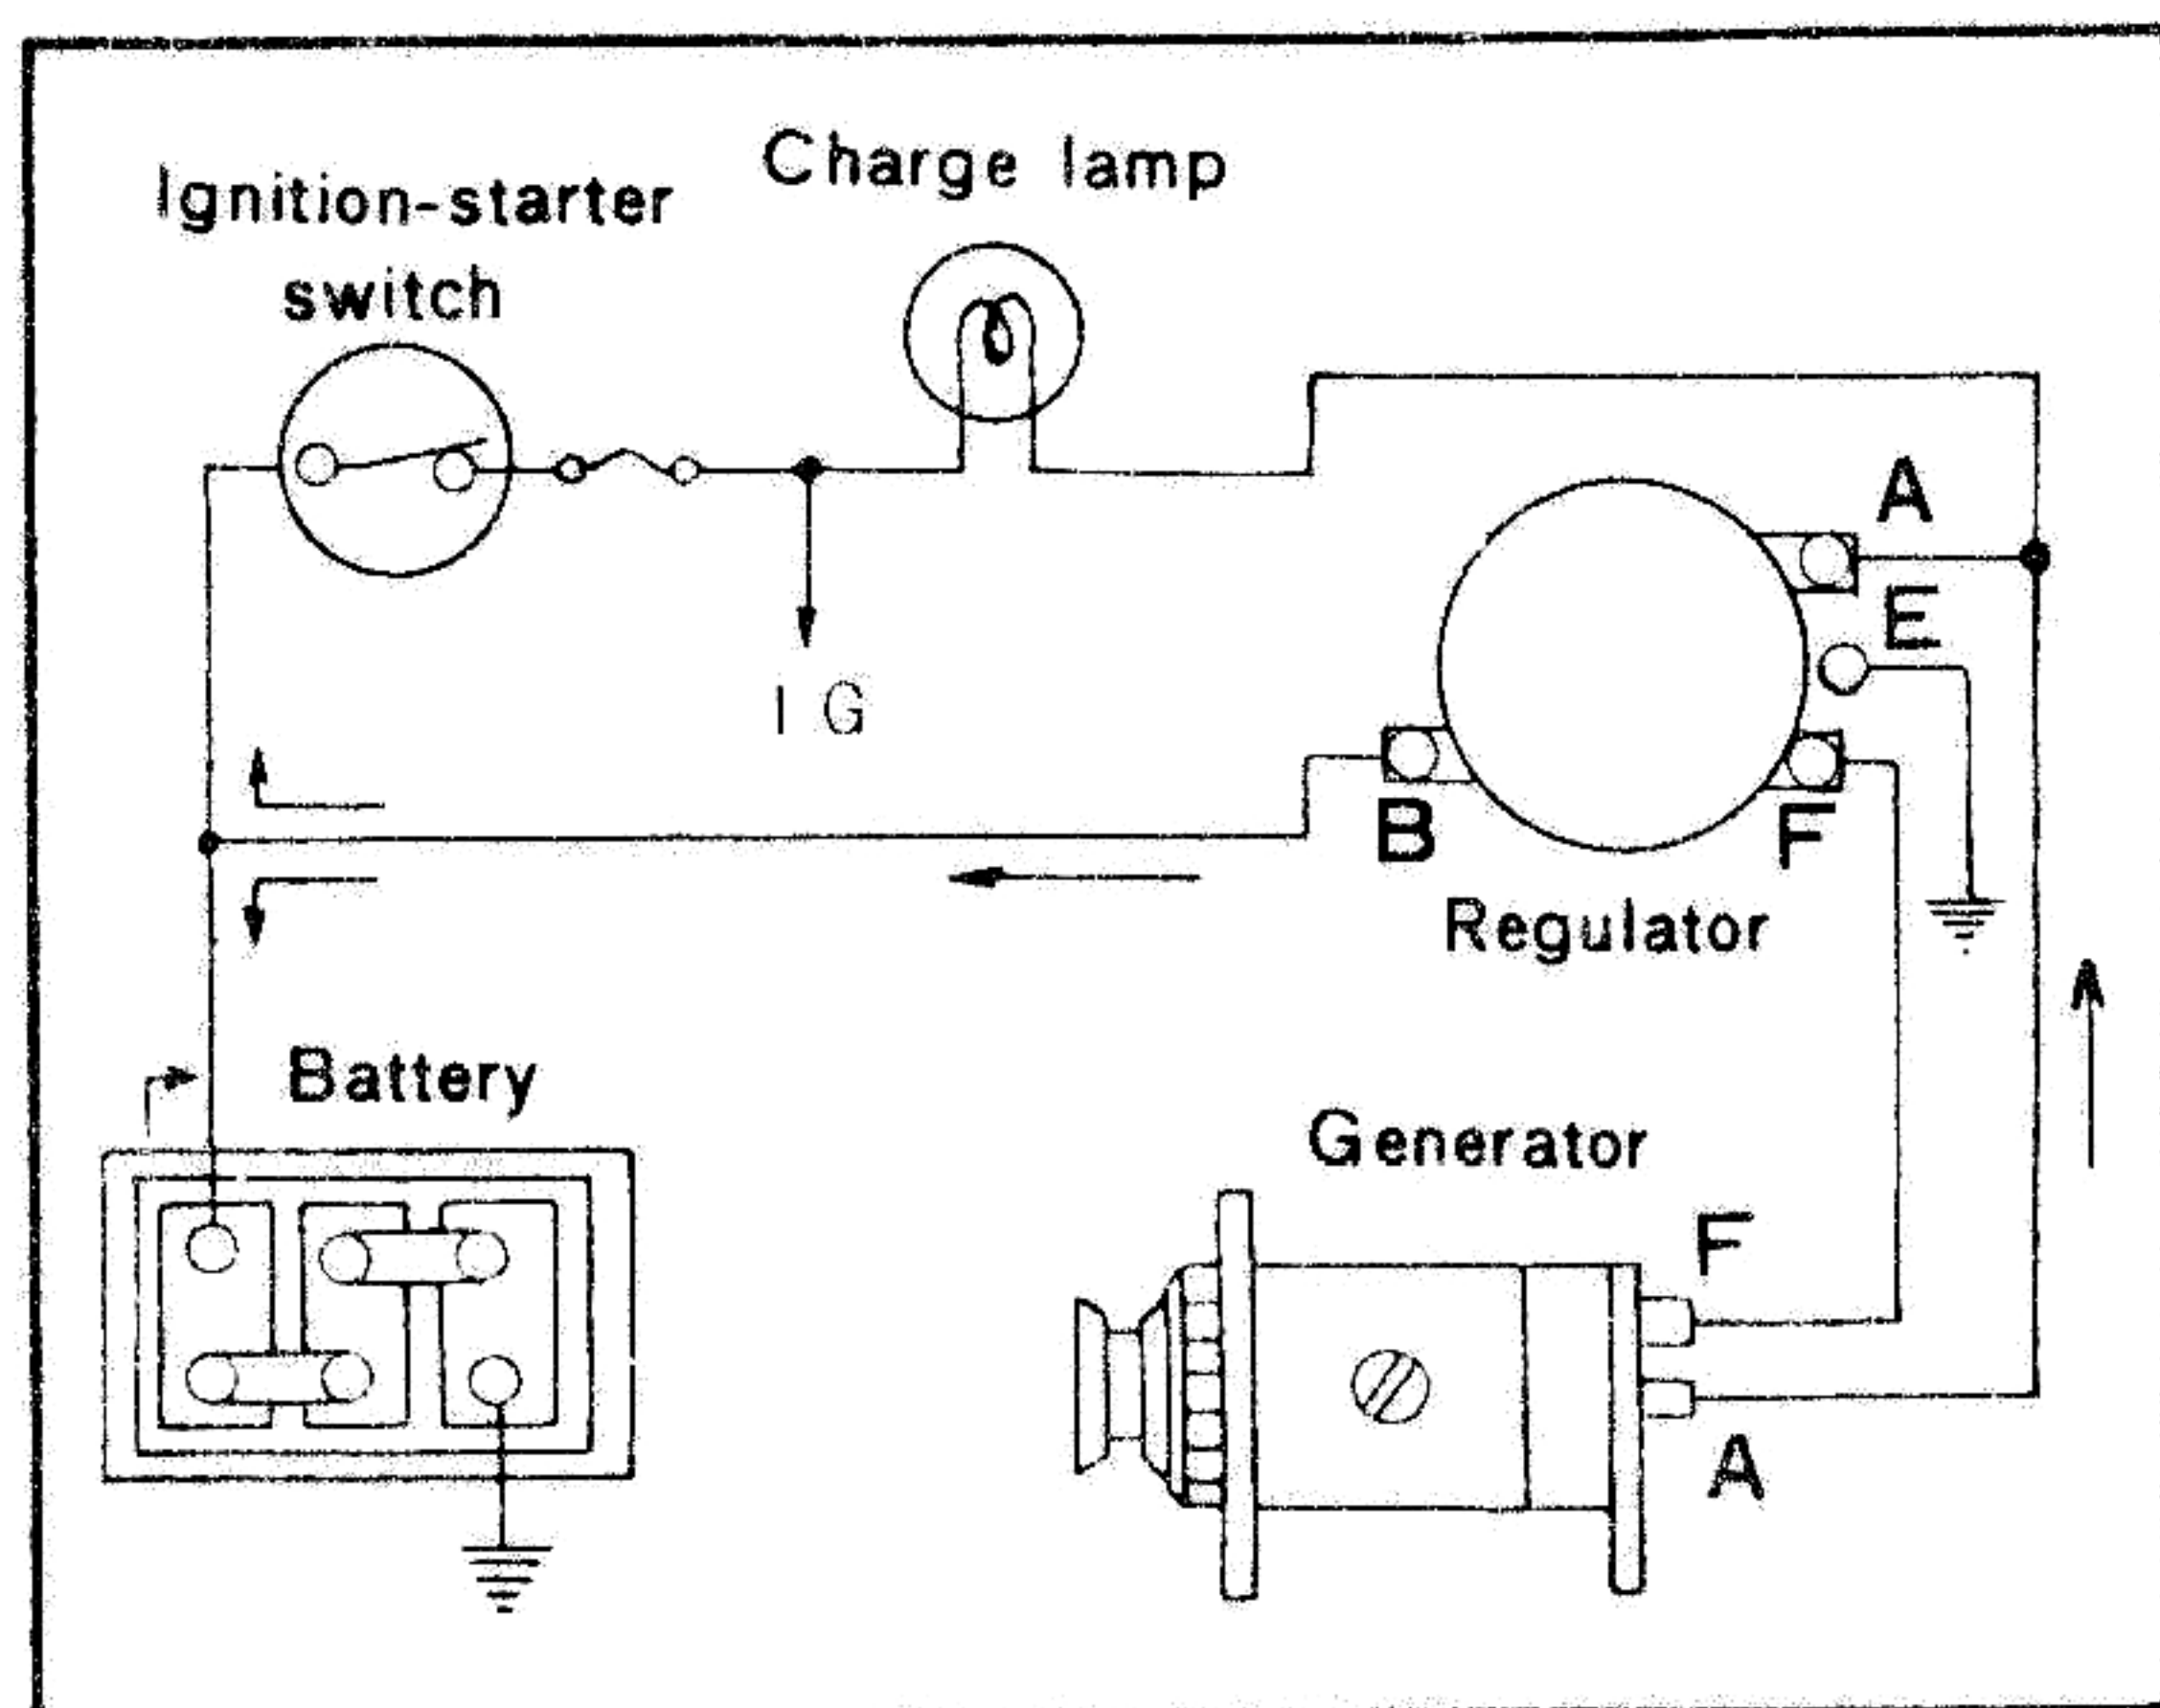 Charge lamp
Ignition-starter
switch
A
E
IG
B
F
Regulator
Battery
Generator
F
A